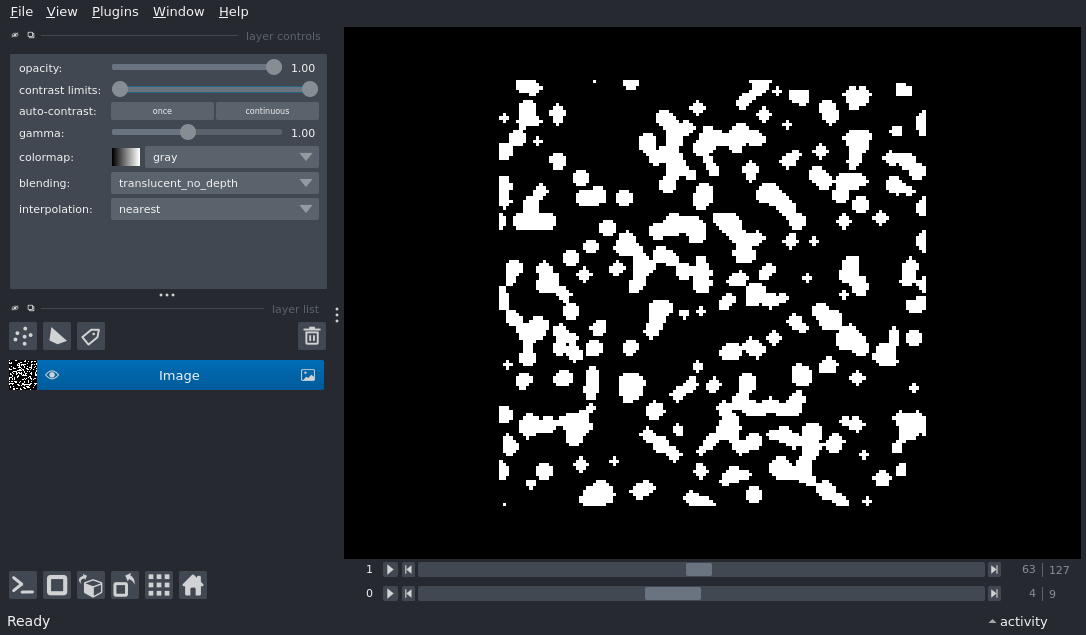 File View Plugins Window Help
layer controls
opacity: 1.00
contrast limits:
auto-contrast: once continuous
gamma: 1.00
colormap: gray
blending: translucent_no_depth
interpolation: nearest
layer list
Image
1 63 127
0 4 9
Ready activity